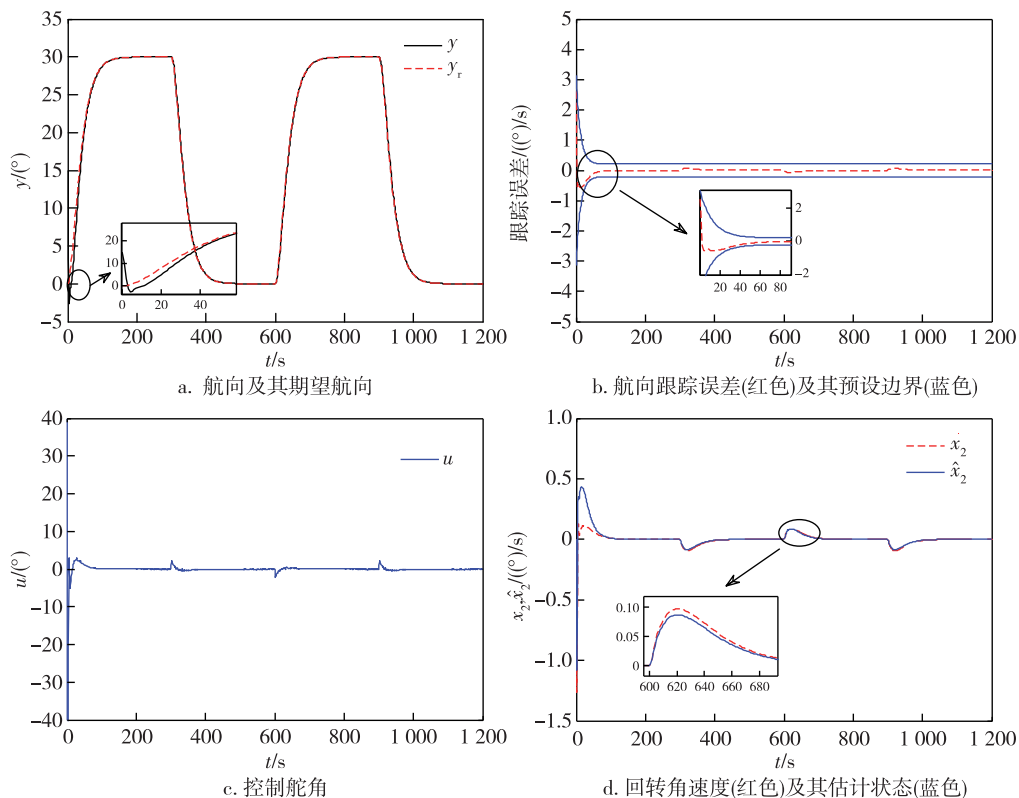 35
30
25
20
15
10
5
0
−5
y/(°)
y
yᵣ
20
10
0
0 20 40
0 200 400 600 800 1 000 1 200
t/s
a. 航向及其期望航向
5
4
3
2
1
0
−1
−2
−3
−4
−5
跟踪误差/((°)/s)
2
0
−2
20 40 60 80
0 200 400 600 800 1 000 1 200
t/s
b. 航向跟踪误差(红色)及其预设边界(蓝色)
40
30
20
10
0
−10
−20
−30
−40
u/(°)
u
0 200 400 600 800 1 000 1 200
t/s
c. 控制舵角
1.0
0.5
0
−0.5
−1.0
−1.5
x₂,x̂₂/((°)/s)
x₂
x̂₂
0.10
0.05
0
600 620 640 660 680
0 200 400 600 800 1 000 1 200
t/s
d. 回转角速度(红色)及其估计状态(蓝色)